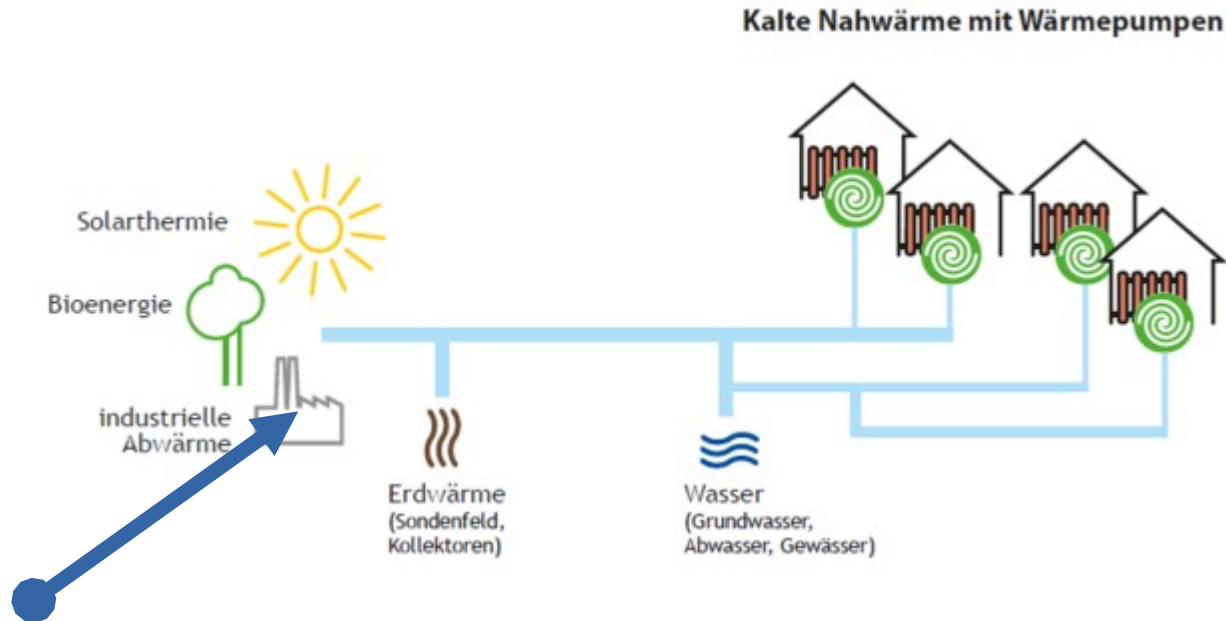 Kalte Nahwärme mit Wärmepumpen
Solarthermie
Bioenergie
industrielle
Abwärme
Erdwärme
(Sondenfeld,
Kollektoren)
Wasser
(Grundwasser,
Abwasser, Gewässer)